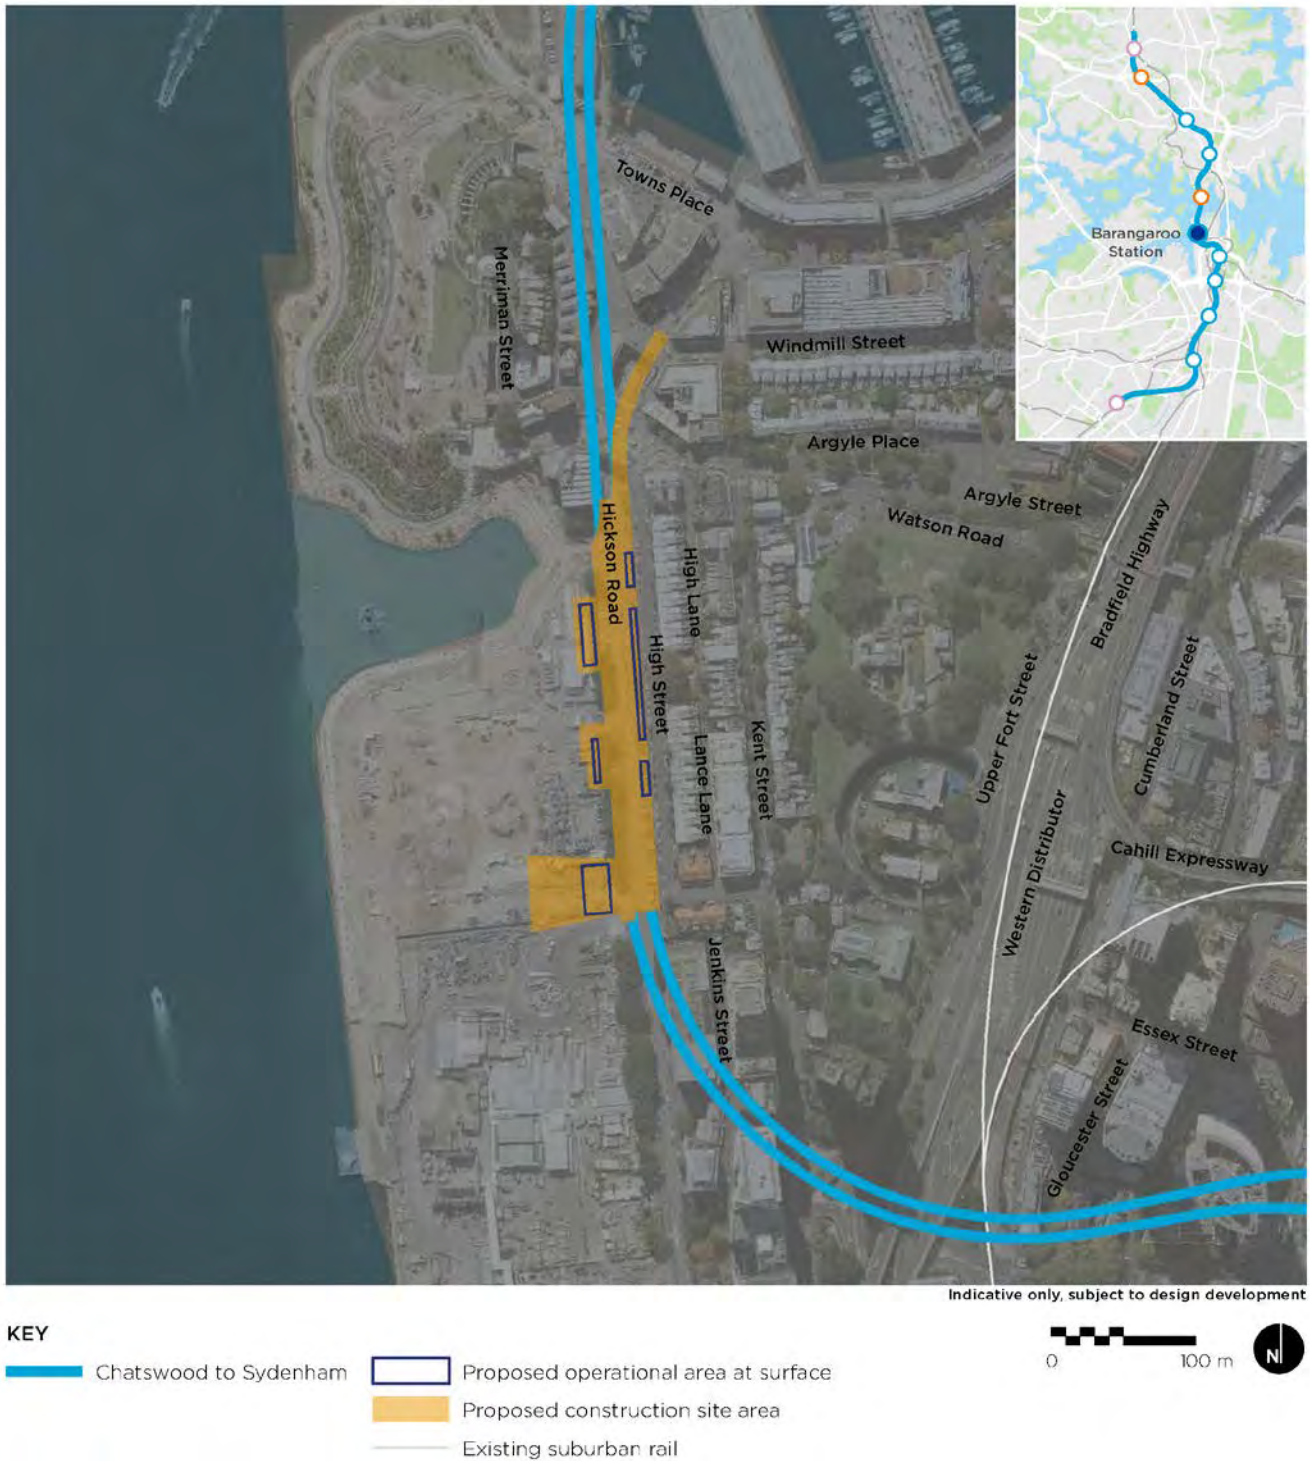 Towns Place
Merriman Street
Barangaroo
Station
Windmill Street
Argyle Place
Argyle Street
Watson Road
Hickson Road
High Lane
Bradfield Highway
High Street
Upper Fort Street
Cumberland Street
Kent Street
Lance Lane
Western Distributor
Cahill Expressway
Jenkins Street
Essex Street
Gloucester Street
Indicative only, subject to design development
KEY
Chatswood to Sydenham
Proposed operational area at surface
Proposed construction site area
Existing suburban rail
0 100 m
N